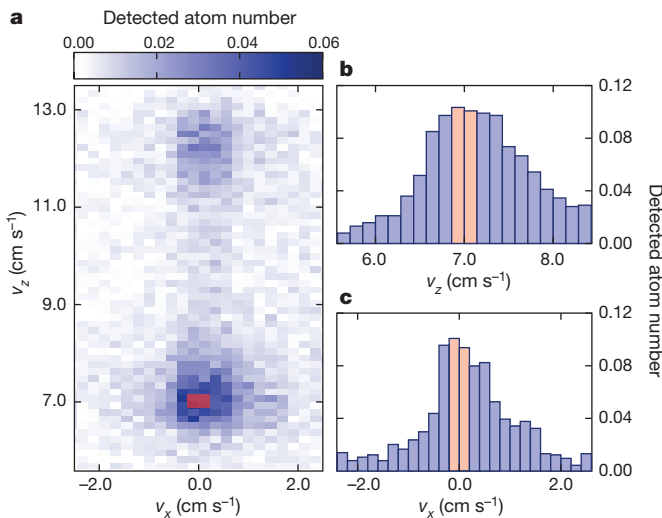 a
Detected atom number
0.00 0.02 0.04 0.06
13.0
11.0
9.0
7.0
v_z (cm s⁻¹)
−2.0 0.0 2.0
v_x (cm s⁻¹)
b
0.12
0.08
0.04
0.00
6.0 7.0 8.0
v_z (cm s⁻¹)
Detected atom number
c
0.12
0.08
0.04
0.00
−2.0 0.0 2.0
v_x (cm s⁻¹)